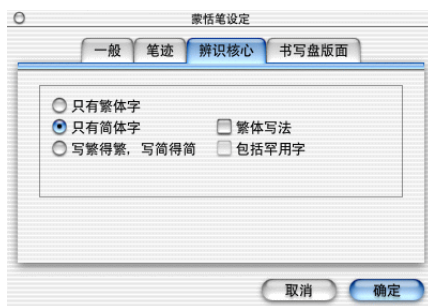 蒙恬笔设定
一般 笔迹 辨识核心 书写盘版面
只有繁体字
只有简体字 繁体写法
写繁得繁，写简得简 包括罕用字
取消 确定